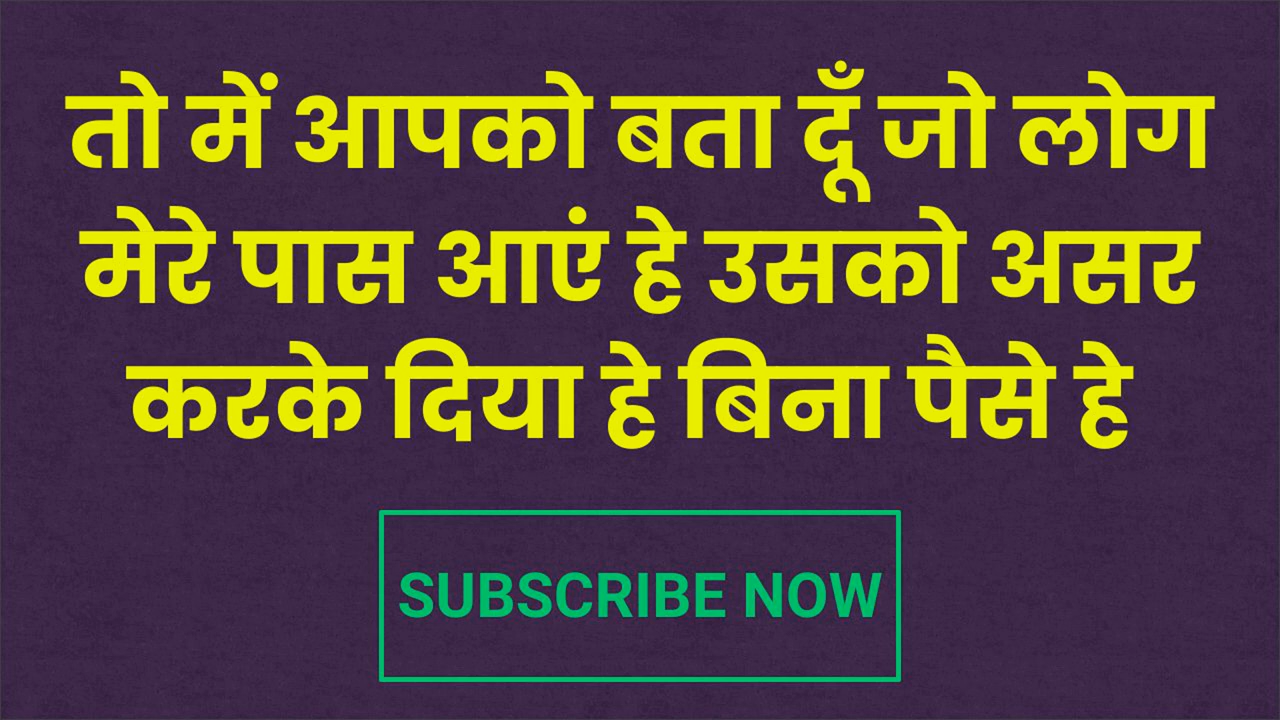 तो में आपको बता दूँ जो लोग
मेरे पास आएं हे उसको असर
करके दिया हे बिना पैसे हे
SUBSCRIBE NOW